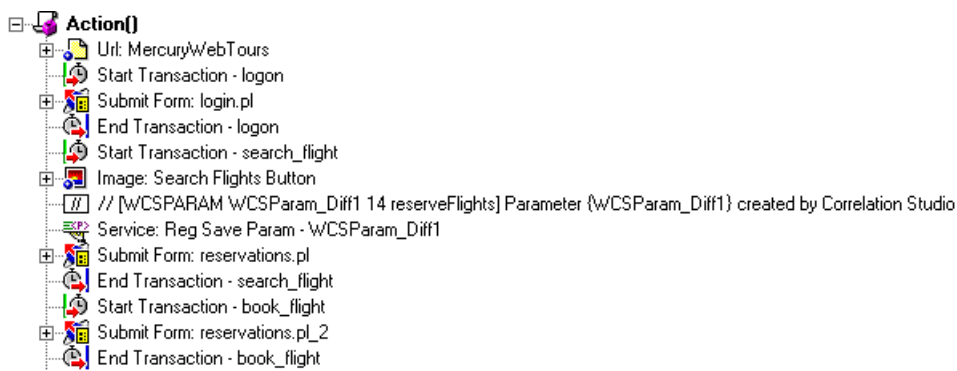 Action()
Url: MercuryWebTours
Start Transaction - logon
Submit Form: login.pl
End Transaction - logon
Start Transaction - search_flight
Image: Search Flights Button
// // [WCSPARAM WCSParam_Diff1 14 reserveFlights] Parameter {WCSParam_Diff1} created by Correlation Studio
<P> Service: Reg Save Param - WCSParam_Diff1
Submit Form: reservations.pl
End Transaction - search_flight
Start Transaction - book_flight
Submit Form: reservations.pl_2
End Transaction - book_flight